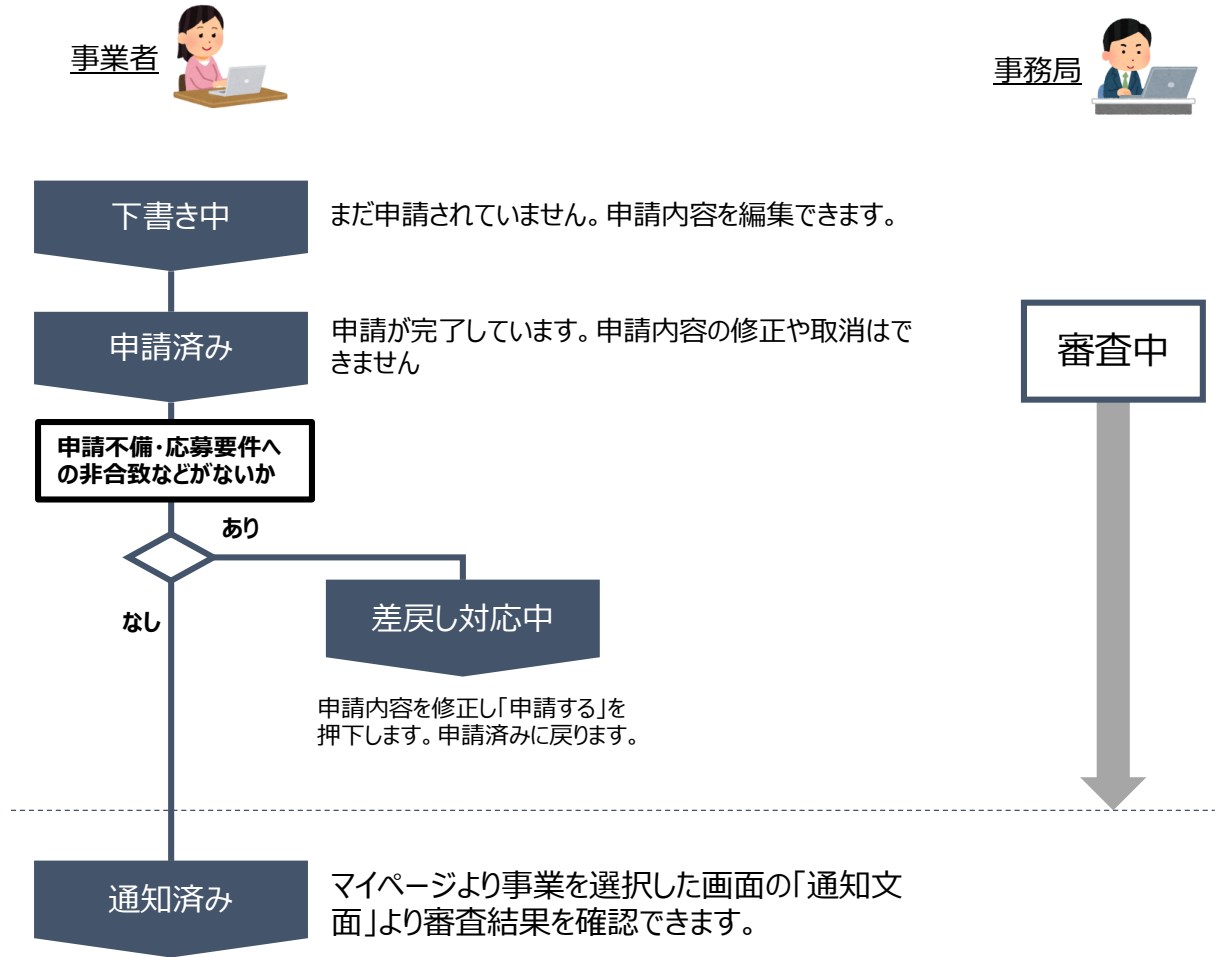 事業者
事務局
下書き中
まだ申請されていません。申請内容を編集できます。
申請済み
申請が完了しています。申請内容の修正や取消はで
きません
審査中
申請不備・応募要件へ
の非合致などがないか
あり
なし
差戻し対応中
申請内容を修正し「申請する」を
押下します。申請済みに戻ります。
通知済み
マイページより事業を選択した画面の「通知文
面」より審査結果を確認できます。